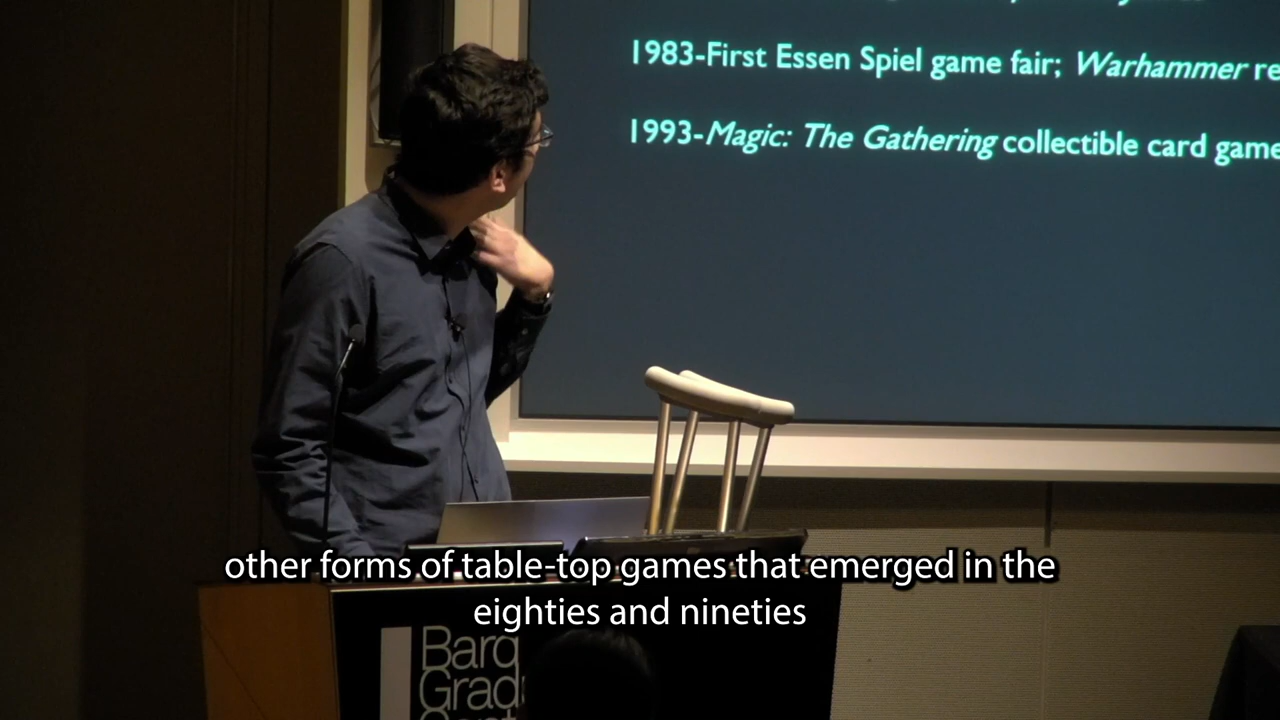 1983-First Essen Spiel game fair; Warhammer re
1993-Magic: The Gathering collectible card game
other forms of table-top games that emerged in the
eighties and nineties
Bard
Grad